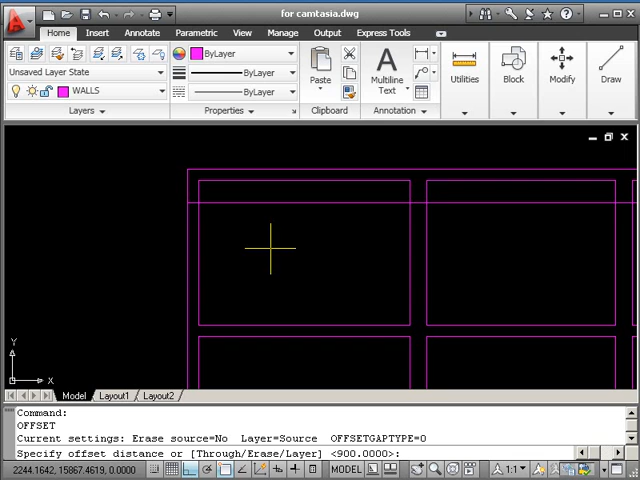 for camtasia.dwg
Home Insert Annotate Parametric View Manage Output Express Tools
ByLayer
Unsaved Layer State
ByLayer
WALLS
ByLayer
Paste
Multiline
Text
Utilities
Block
Modify
Draw
Layers
Properties
Clipboard
Annotation
Y
X
Model Layout1 Layout2
Command:
OFFSET
Current settings: Erase source=No Layer=Source OFFSETGAPTYPE=0
Specify offset distance or [Through/Erase/Layer] <900.0000>:
2244.1642, 15867.4619, 0.0000
MODEL
1:1